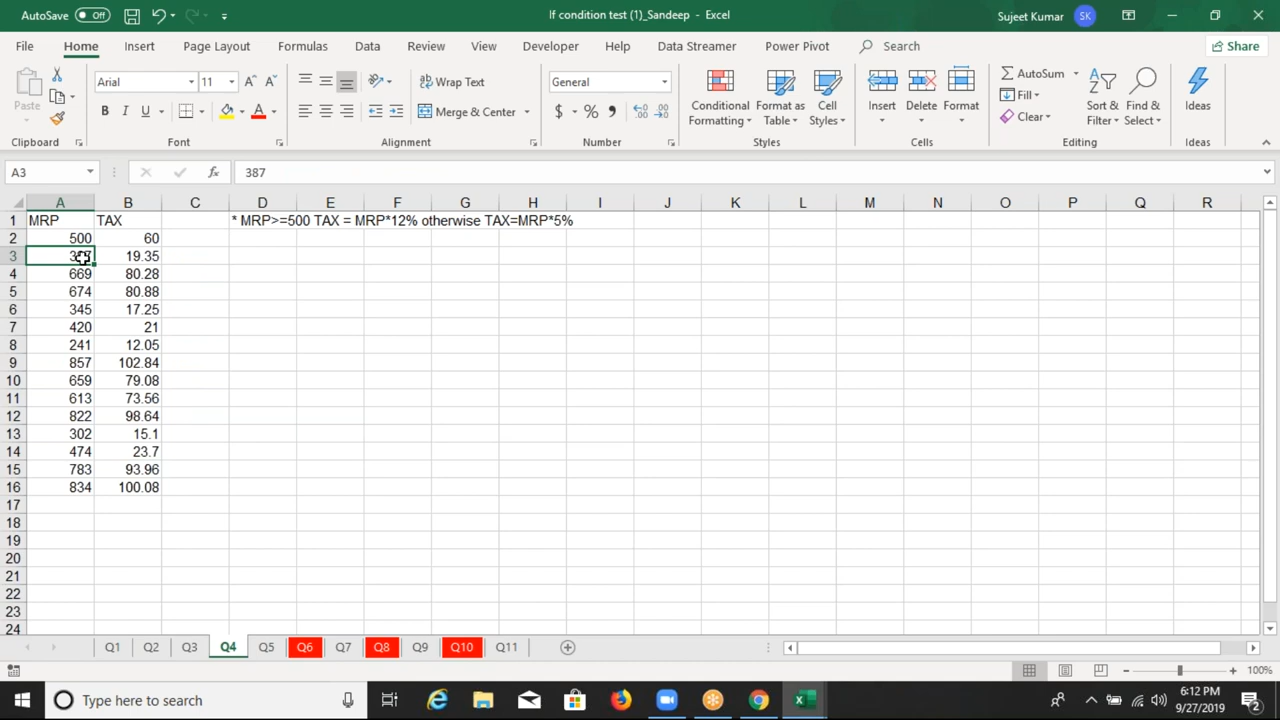 AutoSave Off If condition test (1)_Sandeep - Excel Sujeet Kumar SK
File Home Insert Page Layout Formulas Data Review View Developer Help Data Streamer Power Pivot Search Share
Paste Arial 11 Wrap Text General Conditional Formatting Format as Table Cell Styles Insert Delete Format AutoSum Fill Clear Sort & Filter Find & Select Ideas
B I U Merge & Center $ %
Clipboard Font Alignment Number Styles Cells Editing Ideas
A3 fx 387
A B C D E F G H I J K L M N O P Q R
1 MRP TAX * MRP>=500 TAX = MRP*12% otherwise TAX=MRP*5%
2 500 60
3 19.35
4 669 80.28
5 674 80.88
6 345 17.25
7 420 21
8 241 12.05
9 857 102.84
10 659 79.08
11 613 73.56
12 822 98.64
13 302 15.1
14 474 23.7
15 783 93.96
16 834 100.08
17
18
19
20
21
22
23
24
Q1 Q2 Q3 Q4 Q5 Q6 Q7 Q8 Q9 Q10 Q11
100%
Type here to search
6:12 PM
9/27/2019
2